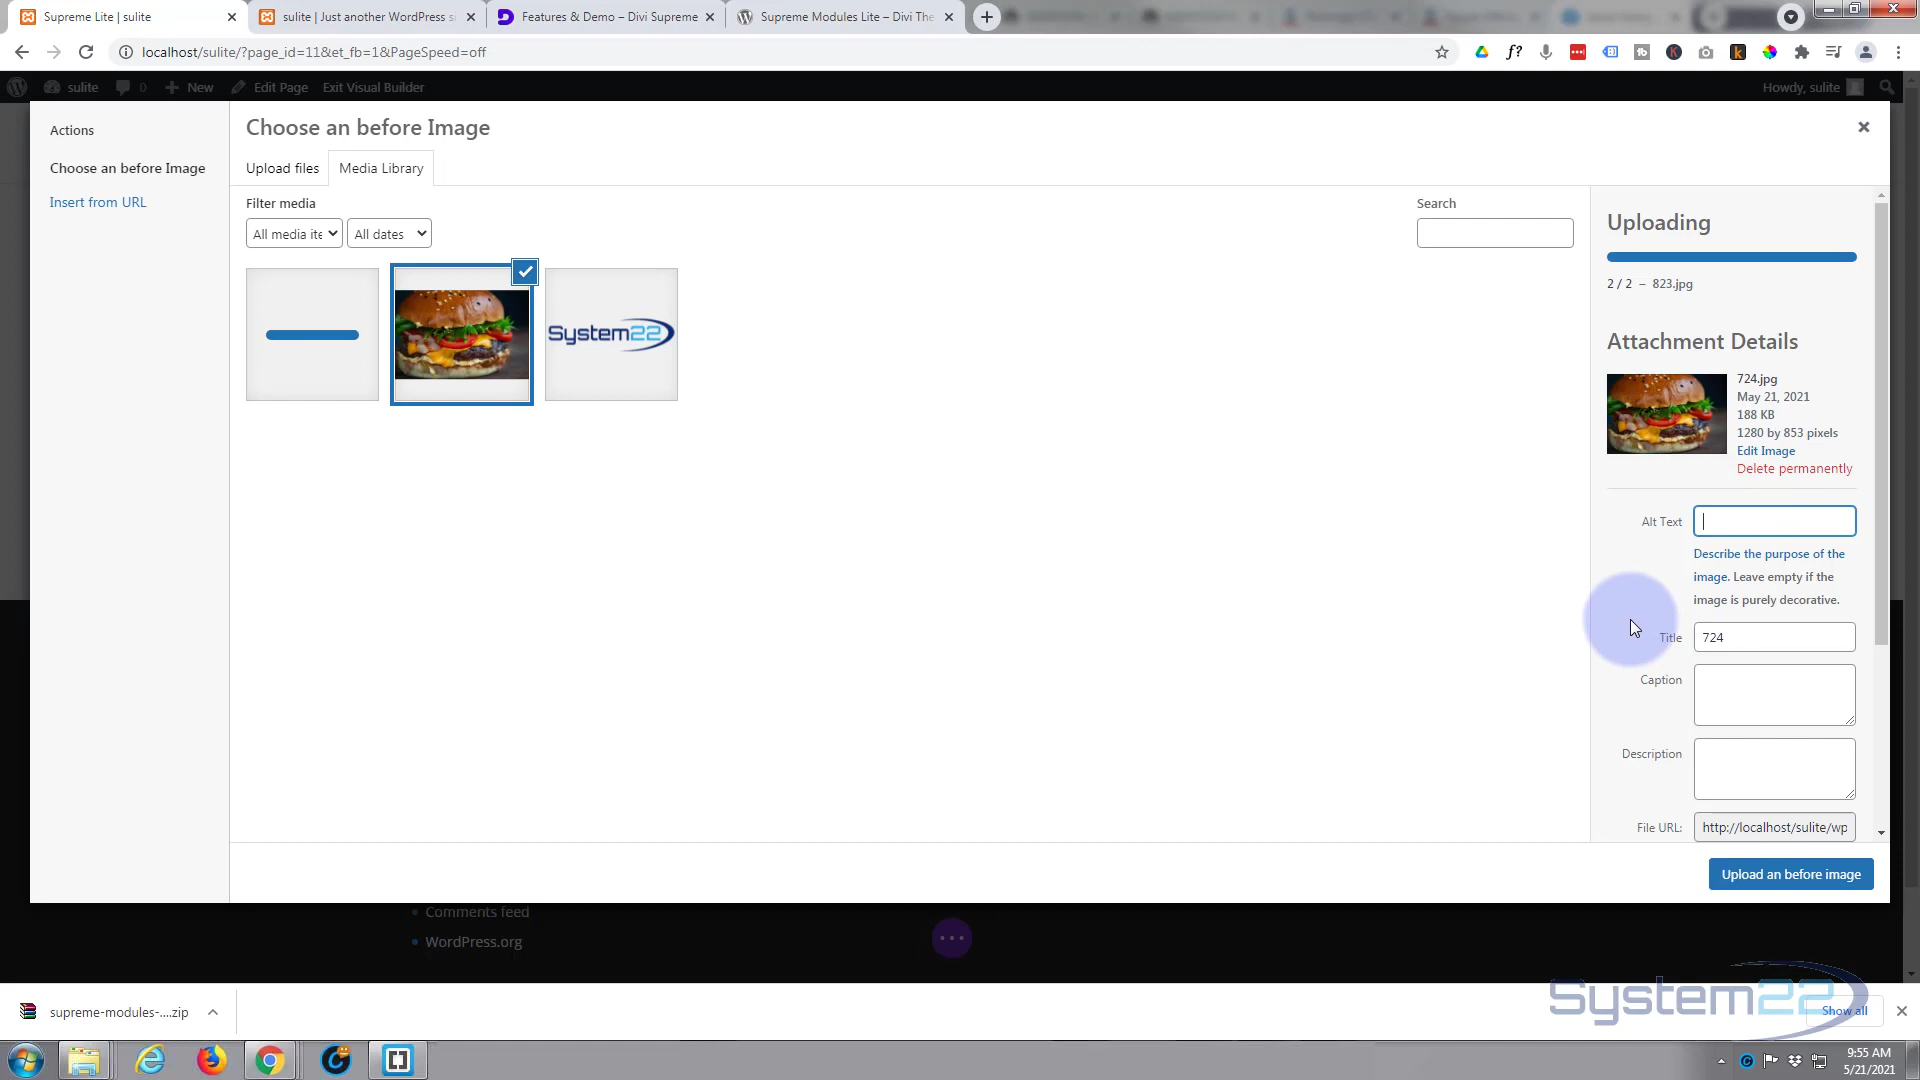 Supreme Lite | sulite
sulite | Just another WordPress si
Features & Demo – Divi Supreme
Supreme Modules Lite – Divi The
localhost/sulite/?page_id=11&et_fb=1&PageSpeed=off
sulite
0
New
Edit Page
Exit Visual Builder
Howdy, sulite
Actions
Choose an before Image
Insert from URL
Choose an before Image
Upload files
Media Library
Filter media
All media ite
All dates
Search
System22
Uploading
2 / 2 – 823.jpg
Attachment Details
724.jpg
May 21, 2021
188 KB
1280 by 853 pixels
Edit Image
Delete permanently
Alt Text
Describe the purpose of the
image. Leave empty if the
image is purely decorative.
Title
724
Caption
Description
File URL:
http://localhost/sulite/wp
Upload an before image
Comments feed
WordPress.org
supreme-modules-....zip
System22
Show all
9:55 AM
5/21/2021